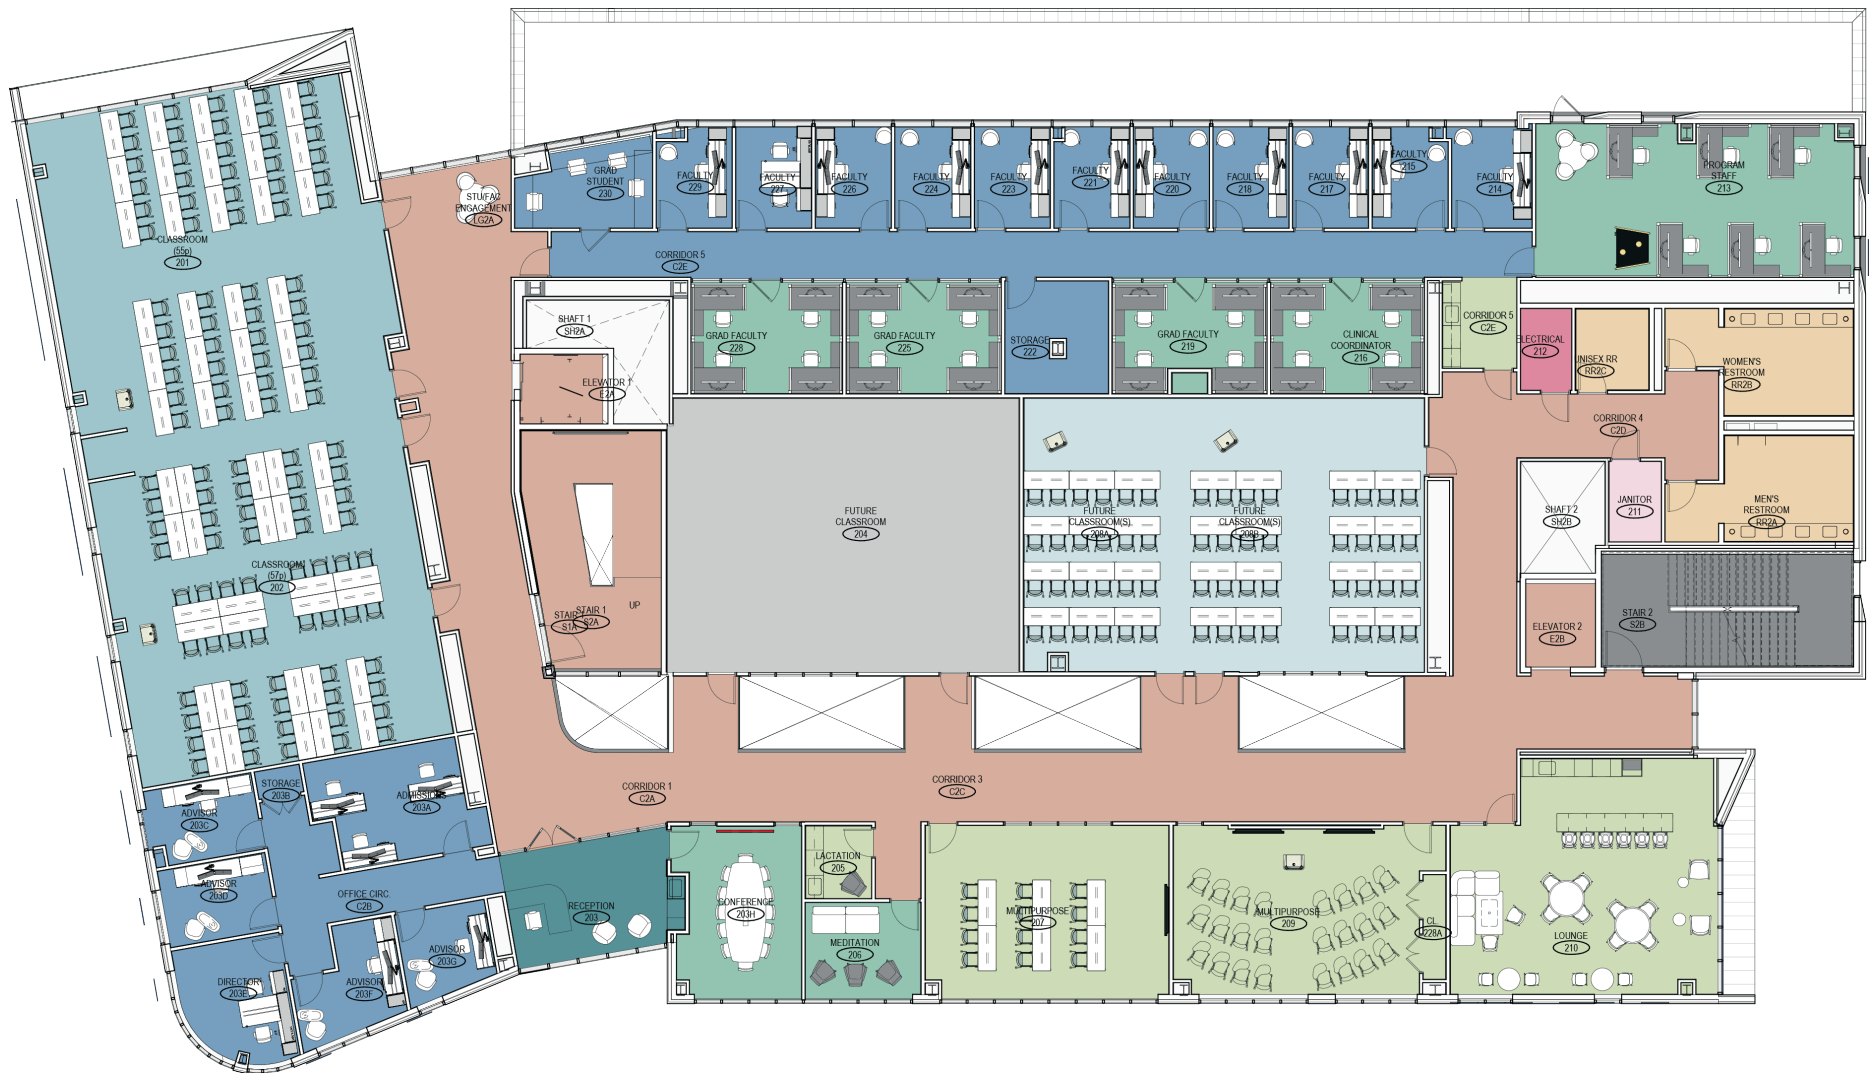 CLASSROOM
(55p)
201
STU/FAC
ENGAGEMENT
LG2A
GRAD
STUDENT
230
FACULTY
229
FACULTY
227
FACULTY
226
FACULTY
224
FACULTY
223
FACULTY
221
FACULTY
220
FACULTY
218
FACULTY
217
FACULTY
215
FACULTY
214
PROGRAM
STAFF
213
CORRIDOR 5
C2E
SHAFT 1
SH2A
ELEVATOR 1
E2A
GRAD FACULTY
228
GRAD FACULTY
225
STORAGE
222
GRAD FACULTY
219
CLINICAL
COORDINATOR
216
CORRIDOR 5
C2E
ELECTRICAL
212
UNISEX RR
RR2C
WOMEN'S
RESTROOM
RR2B
CORRIDOR 4
C2D
FUTURE
CLASSROOM
204
FUTURE
CLASSROOM(S)
208A
FUTURE
CLASSROOM(S)
208B
SHAFT 2
SH2B
JANITOR
211
MEN'S
RESTROOM
RR2A
CLASSROOM
(57p)
202
STAIR 1
S1A
STAIR 1
S2A
UP
ELEVATOR 2
E2B
STAIR 2
S2B
CORRIDOR 1
C2A
CORRIDOR 3
C2C
STORAGE
203B
ADMISSIONS
203A
ADVISOR
203C
ADVISOR
203D
OFFICE CIRC.
C2B
DIRECTOR
203E
ADVISOR
203F
ADVISOR
203G
RECEPTION
203
CONFERENCE
203H
LACTATION
205
MEDITATION
206
MULTIPURPOSE
207
MULTIPURPOSE
209
CL
228A
LOUNGE
210